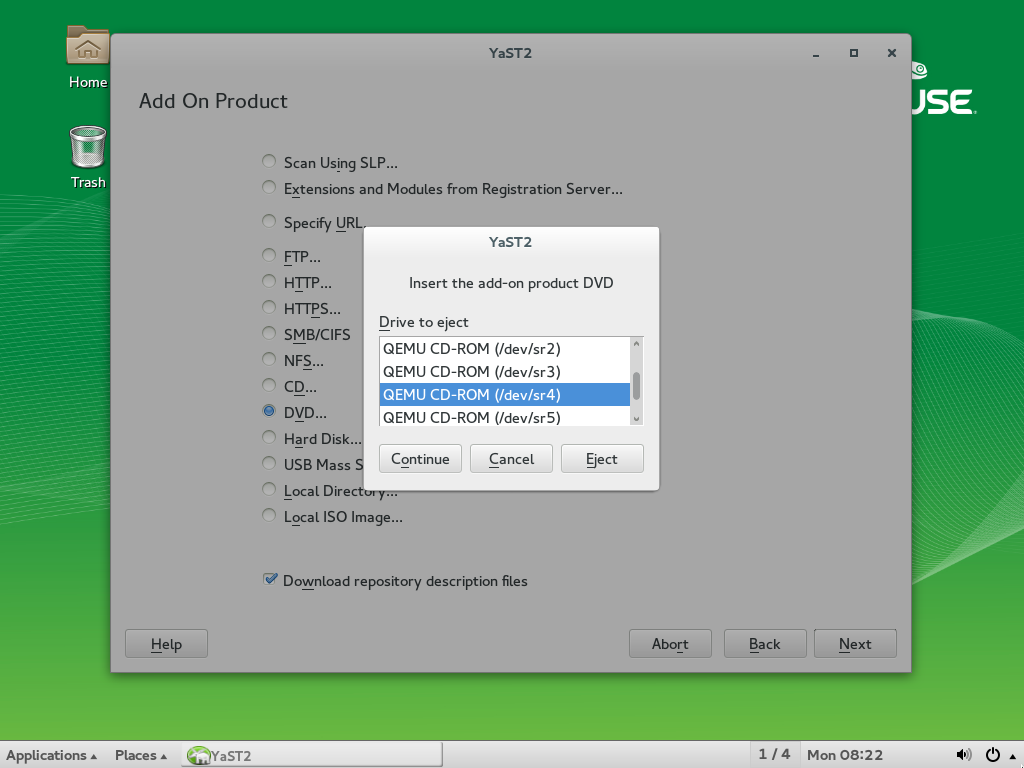 YaST2
Home
Add On Product
USE
Scan Using SLP...
Trash
Extensions and Modules from Registration Server...
Specify URL
YaST2
FTP...
HTTP...
Insert the add-on product DVD
HTTPS...
Drive to eject
SMB/CIFS
QEMU CD-ROM (/dev/sr2)
NFS...
QEMU CD-ROM (/dev/sr3)
CD...
QEMU CD-ROM (/dev/sr4)
DVD...
QEMU CD-ROM (/dev/sr5)
Hard Disk...
Continue
Cancel
Eject
USB Mass S
Local Directory...
Local ISO Image...
Download repository description files
Help
Abort
Back
Next
Applications
Places
YaST2
1 / 4
Mon 08:22